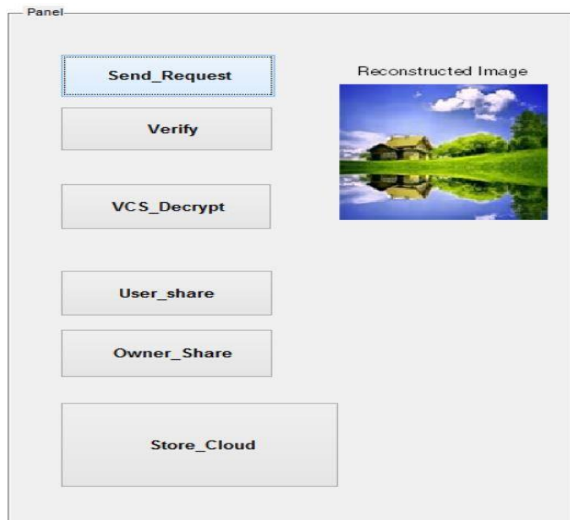 Panel
Send_Request
Reconstructed Image
Verify
VCS_Decrypt
User_share
Owner_Share
Store_Cloud